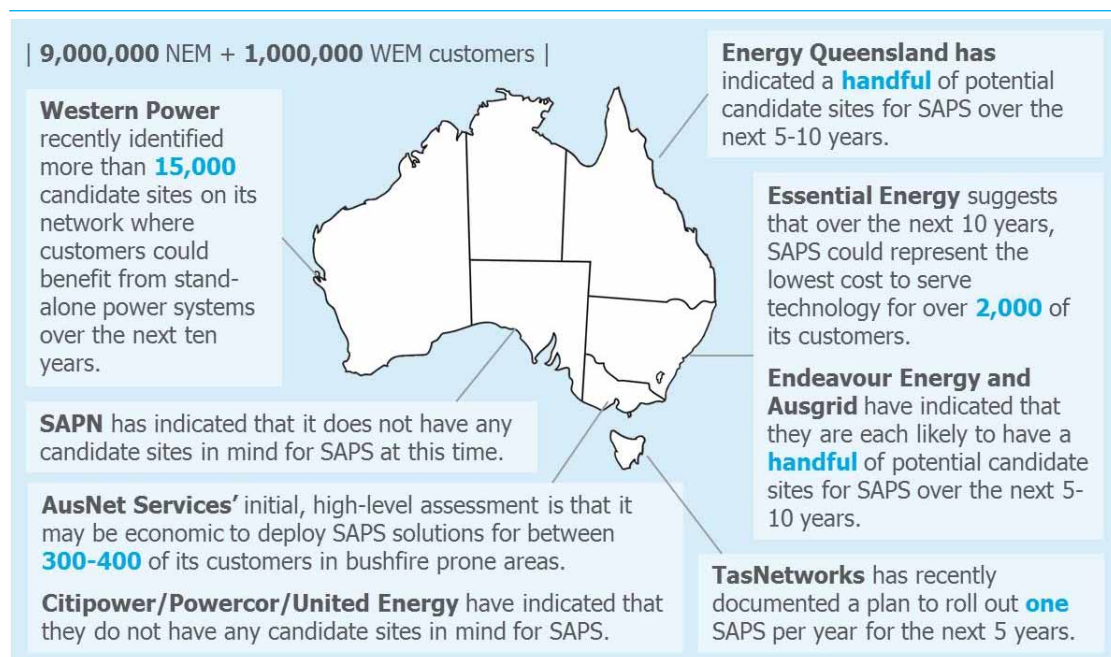 | 9,000,000 NEM + 1,000,000 WEM customers |
Western Power
recently identified
more than 15,000
candidate sites on its
network where
customers could
benefit from stand-
alone power systems
over the next ten
years.
SAPN has indicated that it does not have any
candidate sites in mind for SAPS at this time.
AusNet Services' initial, high-level assessment is that it
may be economic to deploy SAPS solutions for between
300-400 of its customers in bushfire prone areas.
Citipower/Powercor/United Energy have indicated that
they do not have any candidate sites in mind for SAPS.
Energy Queensland has
indicated a handful of potential
candidate sites for SAPS over the
next 5-10 years.
Essential Energy suggests
that over the next 10 years,
SAPS could represent the
lowest cost to serve
technology for over 2,000 of
its customers.
Endeavour Energy and
Ausgrid have indicated that
they are each likely to have a
handful of potential candidate
sites for SAPS over the next 5-
10 years.
TasNetworks has recently
documented a plan to roll out one
SAPS per year for the next 5 years.